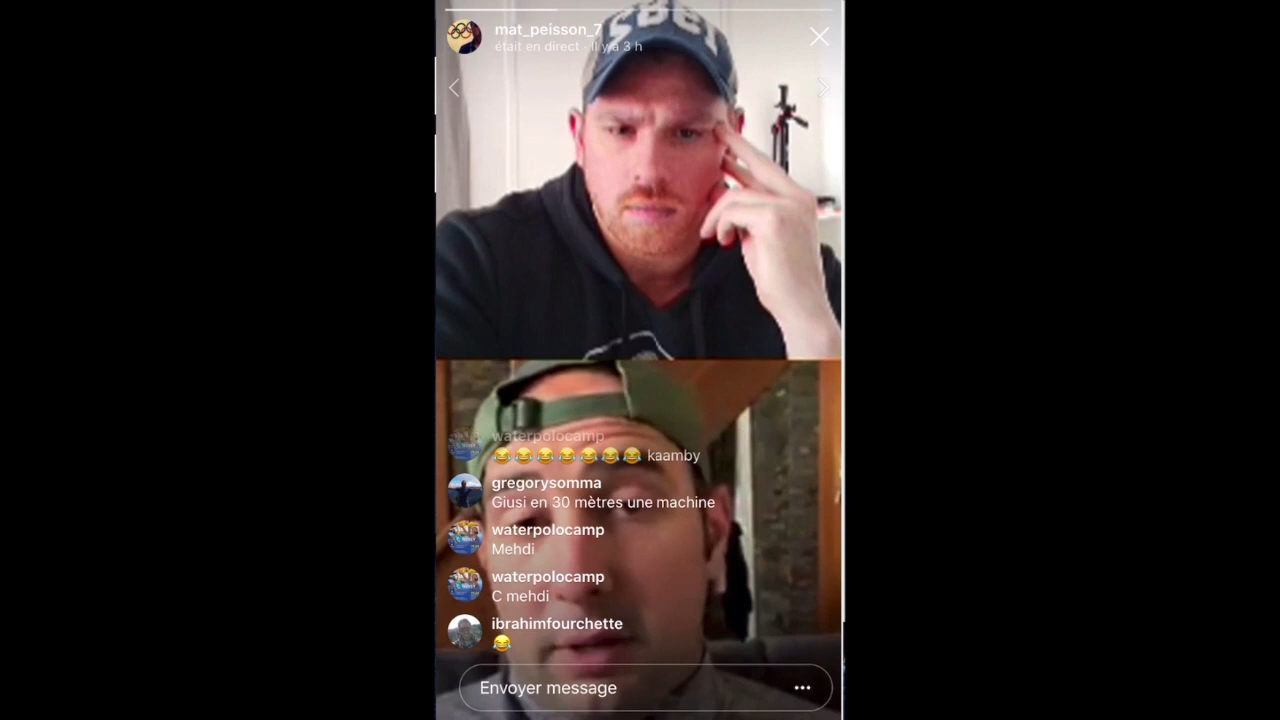 mat_peisson_7
était en direct · Il y a 3 h
waterpolocamp
😂😂😂😂😂😂😂 kaamby
gregorysomma
Giusi en 30 mètres une machine
waterpolocamp
Mehdi
waterpolocamp
C mehdi
ibrahimfourchette
😂
Envoyer message